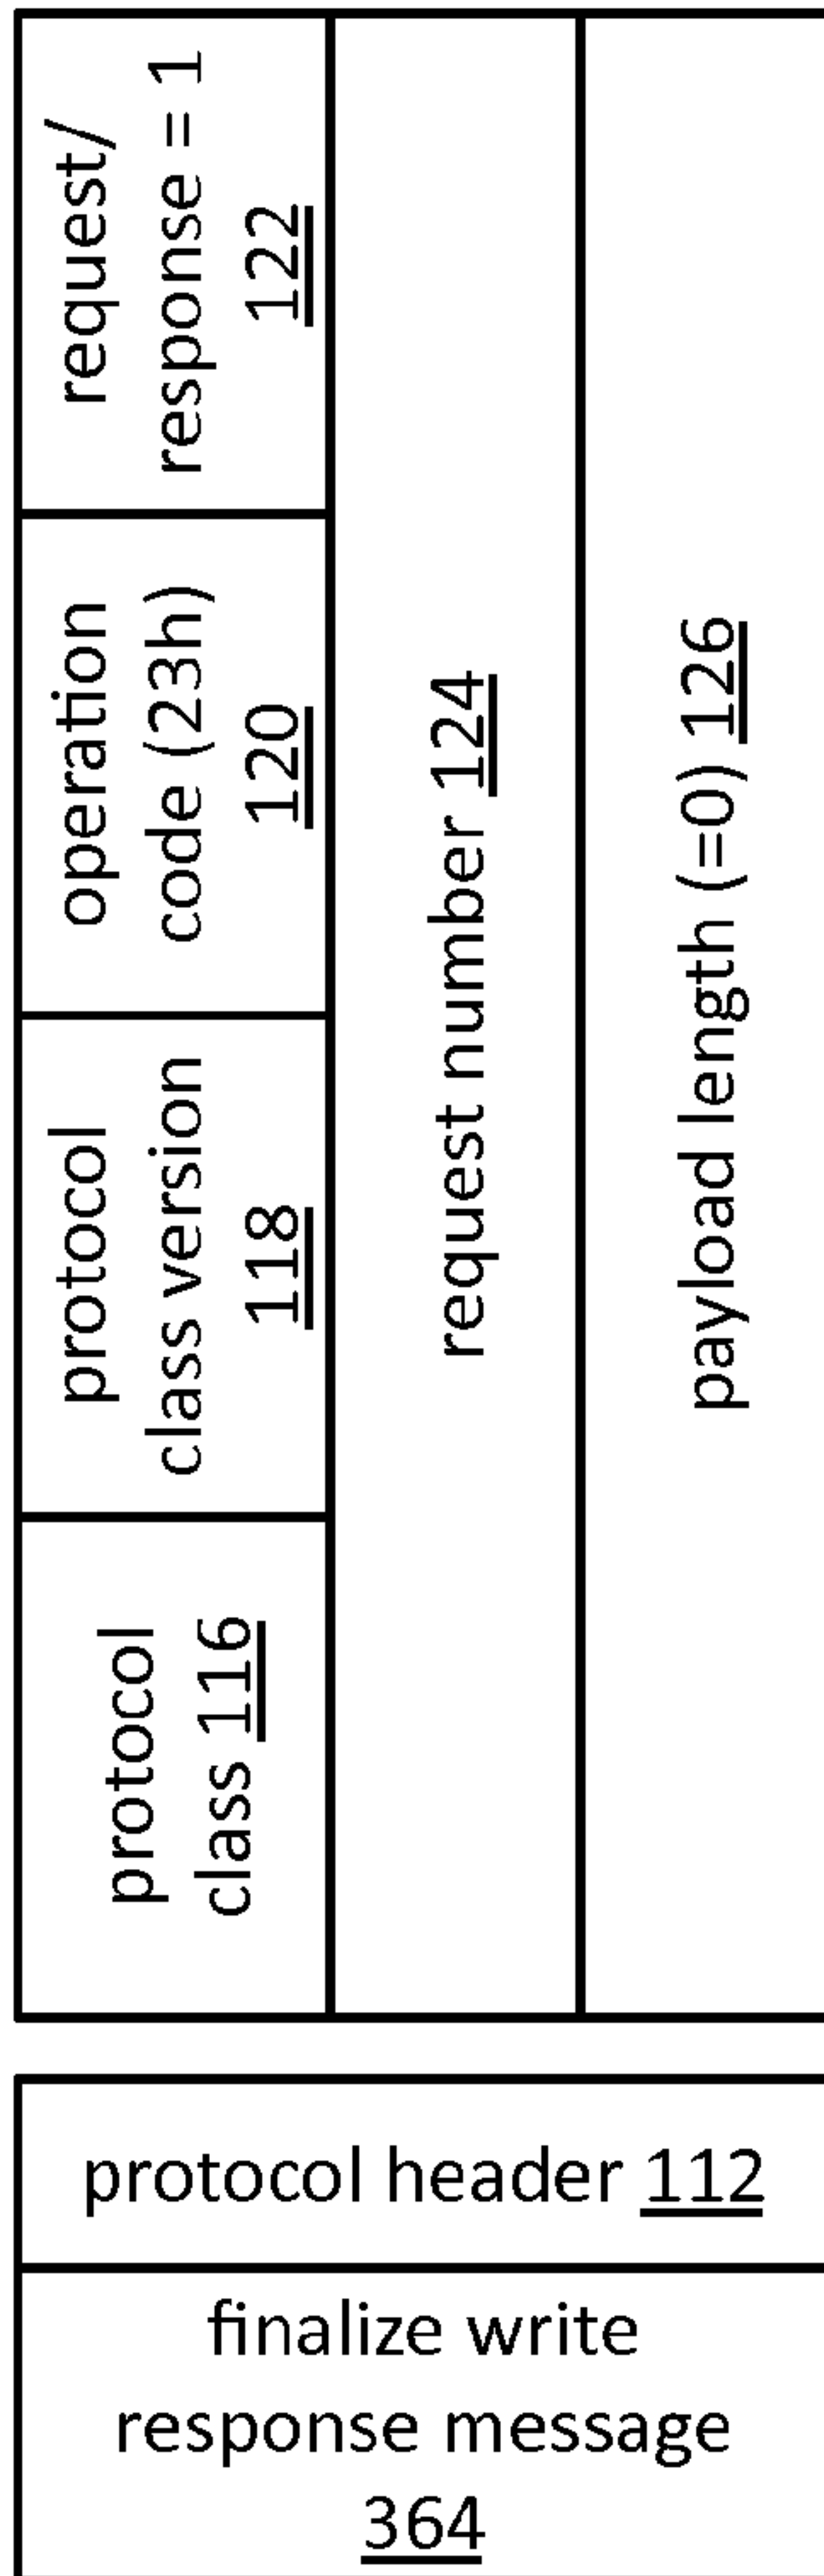 protocol
class 116
protocol
class version
118
operation
code (23h)
120
request/
response = 1
122
request number 124
payload length (=0) 126
protocol header 112
finalize write
response message
364